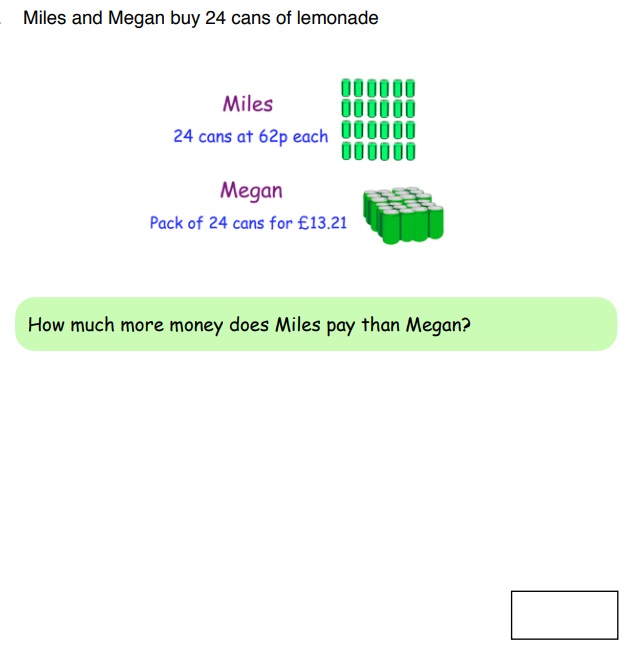 Miles and Megan buy 24 cans of lemonade
Miles
24 cans at 62p each
Megan
Pack of 24 cans for £13.21
How much more money does Miles pay than Megan?